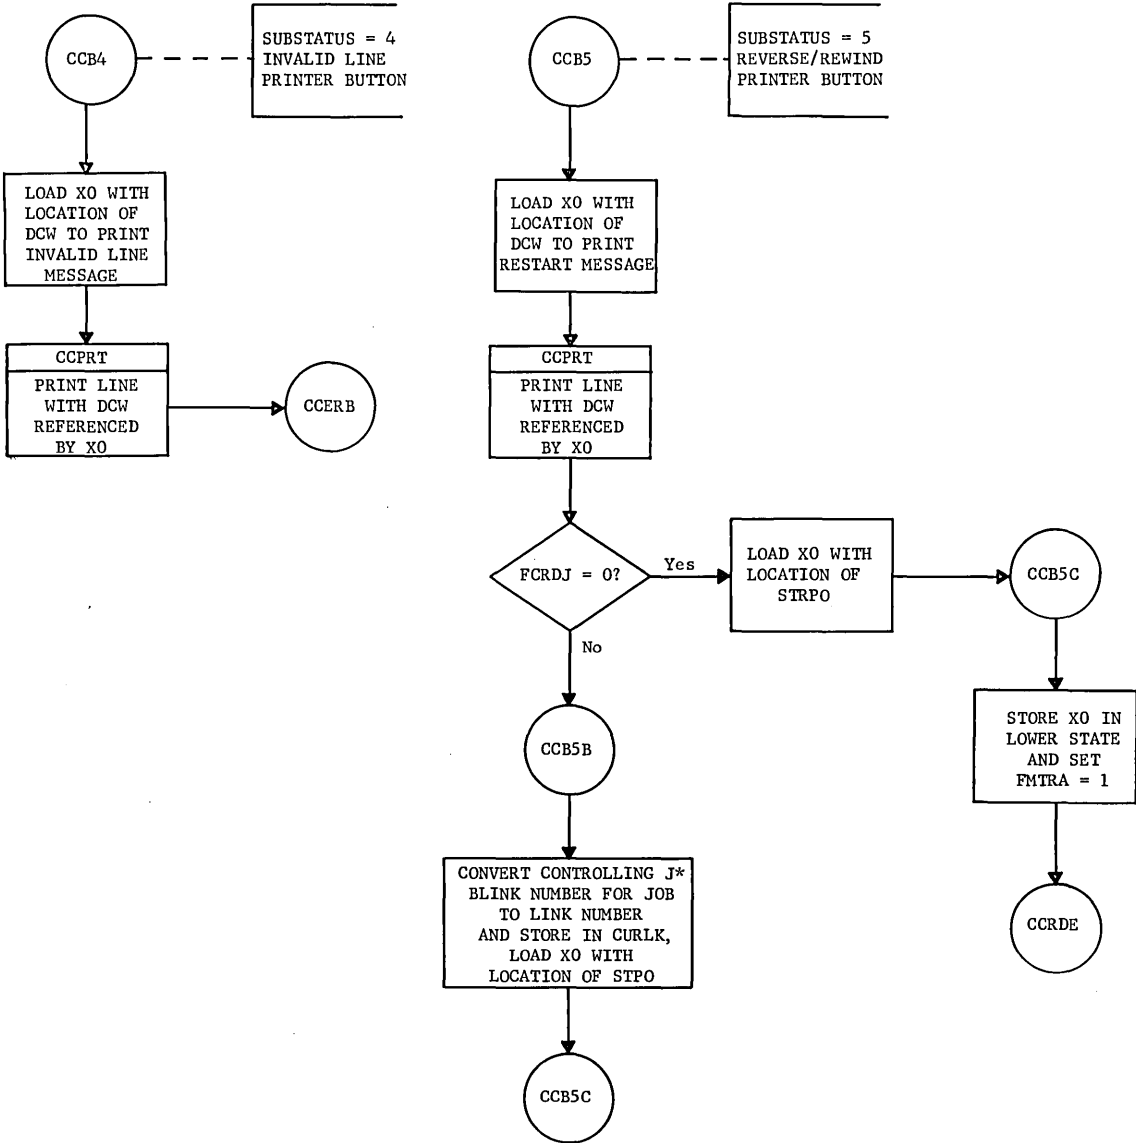 CCB4
SUBSTATUS = 4
INVALID LINE
PRINTER BUTTON
LOAD X0 WITH
LOCATION OF
DCW TO PRINT
INVALID LINE
MESSAGE
CCPRT
PRINT LINE
WITH DCW
REFERENCED
BY X0
CCERB
CCB5
SUBSTATUS = 5
REVERSE/REWIND
PRINTER BUTTON
LOAD X0 WITH
LOCATION OF
DCW TO PRINT
RESTART MESSAGE
CCPRT
PRINT LINE
WITH DCW
REFERENCED
BY X0
FCRDJ = 0?
Yes
LOAD X0 WITH
LOCATION OF
STRPO
CCB5C
STORE X0 IN
LOWER STATE
AND SET
FMTRA = 1
CCRDE
No
CCB5B
CONVERT CONTROLLING J*
BLINK NUMBER FOR JOB
TO LINK NUMBER
AND STORE IN CURLK,
LOAD X0 WITH
LOCATION OF STPO
CCB5C